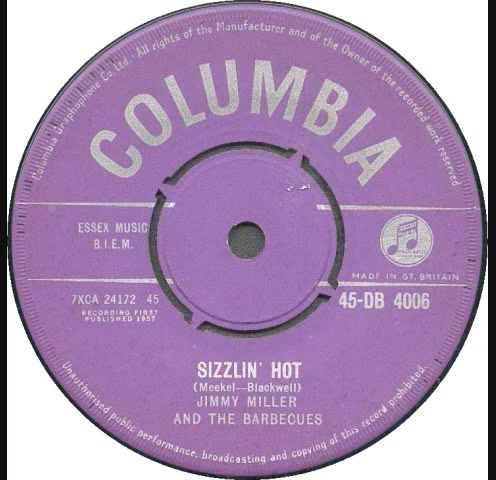 Columbia Graphophone Co. Ltd. All rights of the Manufacturer and of the Owner of the recorded work reserved
COLUMBIA
ESSEX MUSIC
B.I.E.M.
MADE IN GT. BRITAIN
7XCA 24172 45
RECORDING FIRST
PUBLISHED 1957
45-DB 4006
SIZZLIN' HOT
(Meekel—Blackwell)
JIMMY MILLER
AND THE BARBECUES
Unauthorised public performance, broadcasting and copying of this record prohibited.